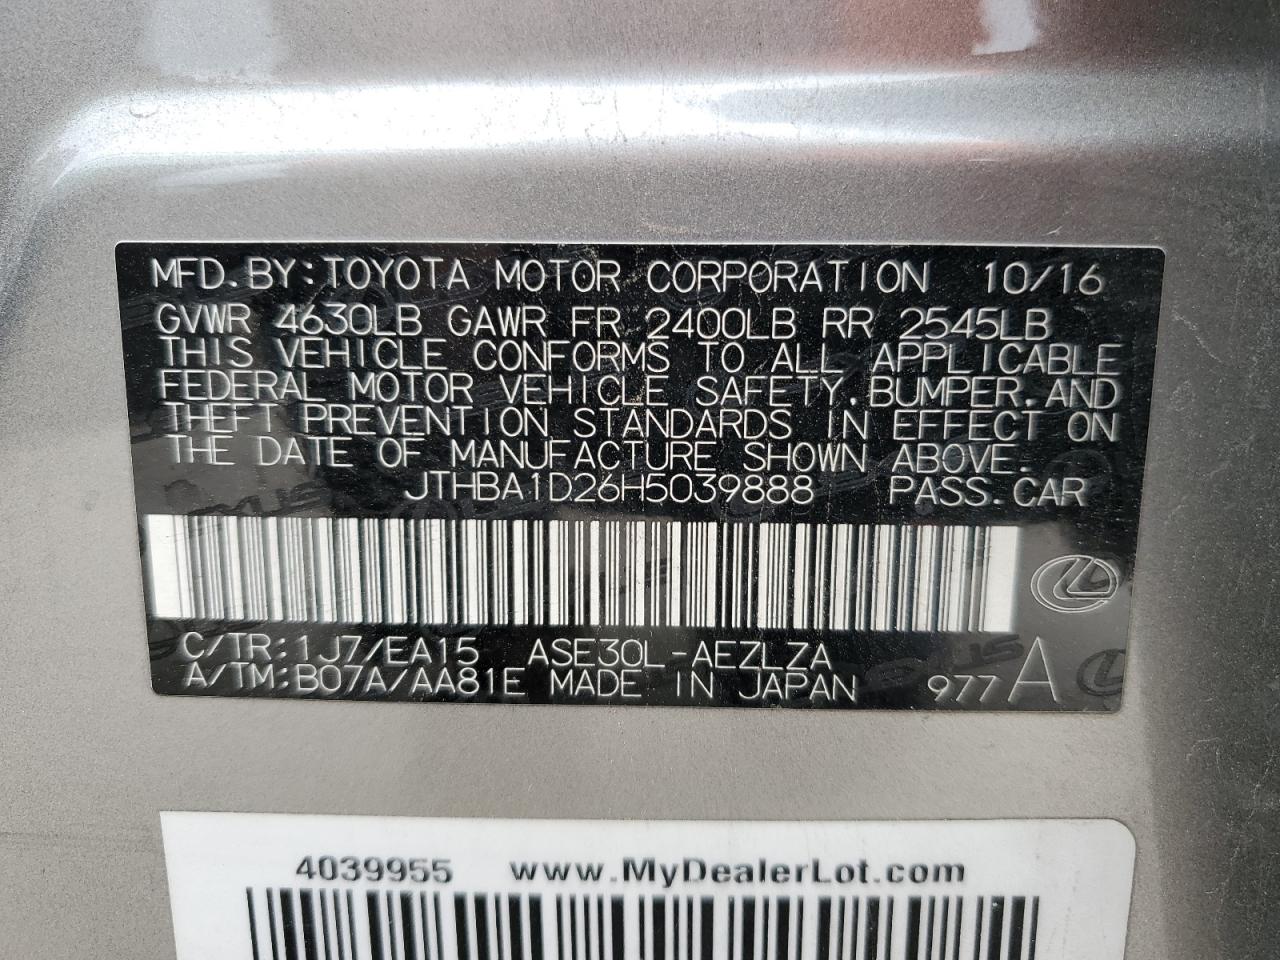 MFD.BY:TOYOTA MOTOR CORPORATION 10/16
GVWR 4630LB GAWR FR 2400LB RR 2545LB
THIS VEHICLE CONFORMS TO ALL APPLICABLE
FEDERAL MOTOR VEHICLE SAFETY.BUMPER.AND
THEFT PREVENTION STANDARDS IN EFFECT ON
THE DATE OF MANUFACTURE SHOWN ABOVE.
JTHBA1D26H5039888 PASS.CAR
C/TR:1J7/EA15 ASE30L-AEZLZA
A/TM:B07A/AA81E MADE IN JAPAN 977A
4039955 www.MyDealerLot.com